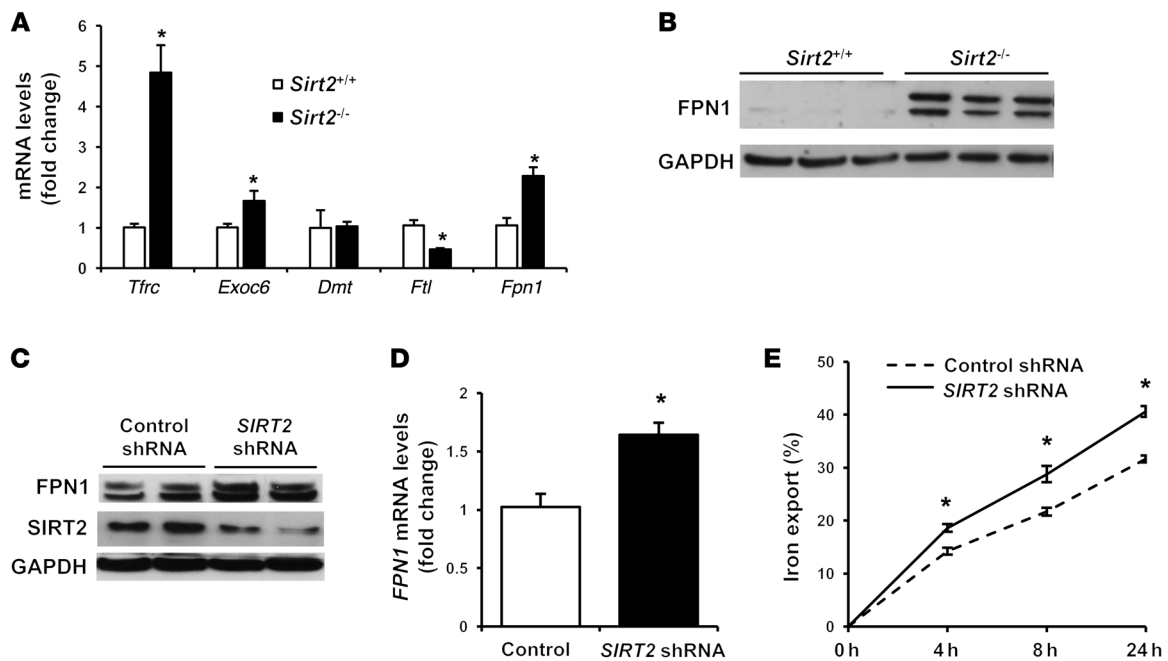 A
mRNA levels
(fold change)
6
5
4
3
2
1
0
*
*
*
*
Sirt2+/+
Sirt2-/-
Tfrc
Exoc6
Dmt
Ftl
Fpn1
B
Sirt2+/+
Sirt2-/-
FPN1
GAPDH
C
Control
shRNA
SIRT2
shRNA
FPN1
SIRT2
GAPDH
D
FPN1 mRNA levels
(fold change)
2
1.5
1
0.5
0
*
Control
SIRT2 shRNA
E
Iron export (%)
50
40
30
20
10
0
Control shRNA
SIRT2 shRNA
*
*
*
0 h
4 h
8 h
24 h